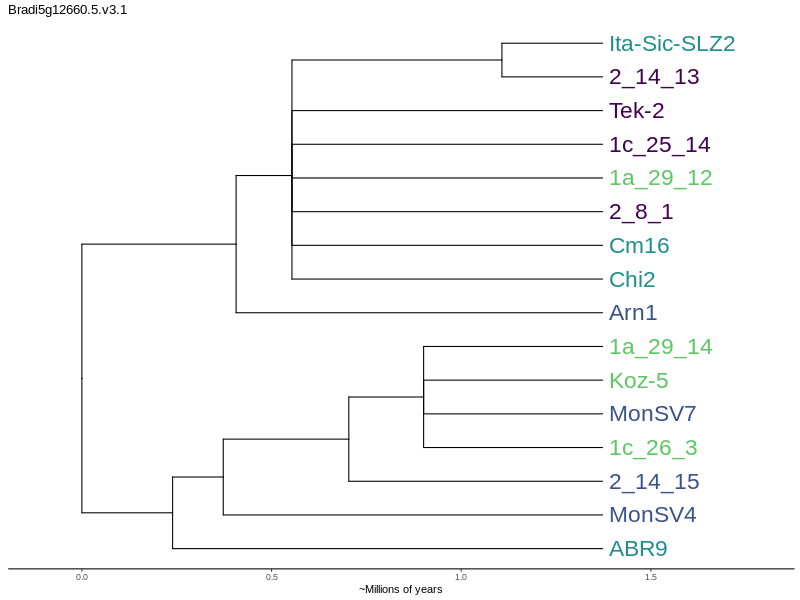 Bradi5g12660.5.v3.1
Ita-Sic-SLZ2
2_14_13
Tek-2
1c_25_14
1a_29_12
2_8_1
Cm16
Chi2
Arn1
1a_29_14
Koz-5
MonSV7
1c_26_3
2_14_15
MonSV4
ABR9
0.0 0.5 1.0 1.5
~Millions of years